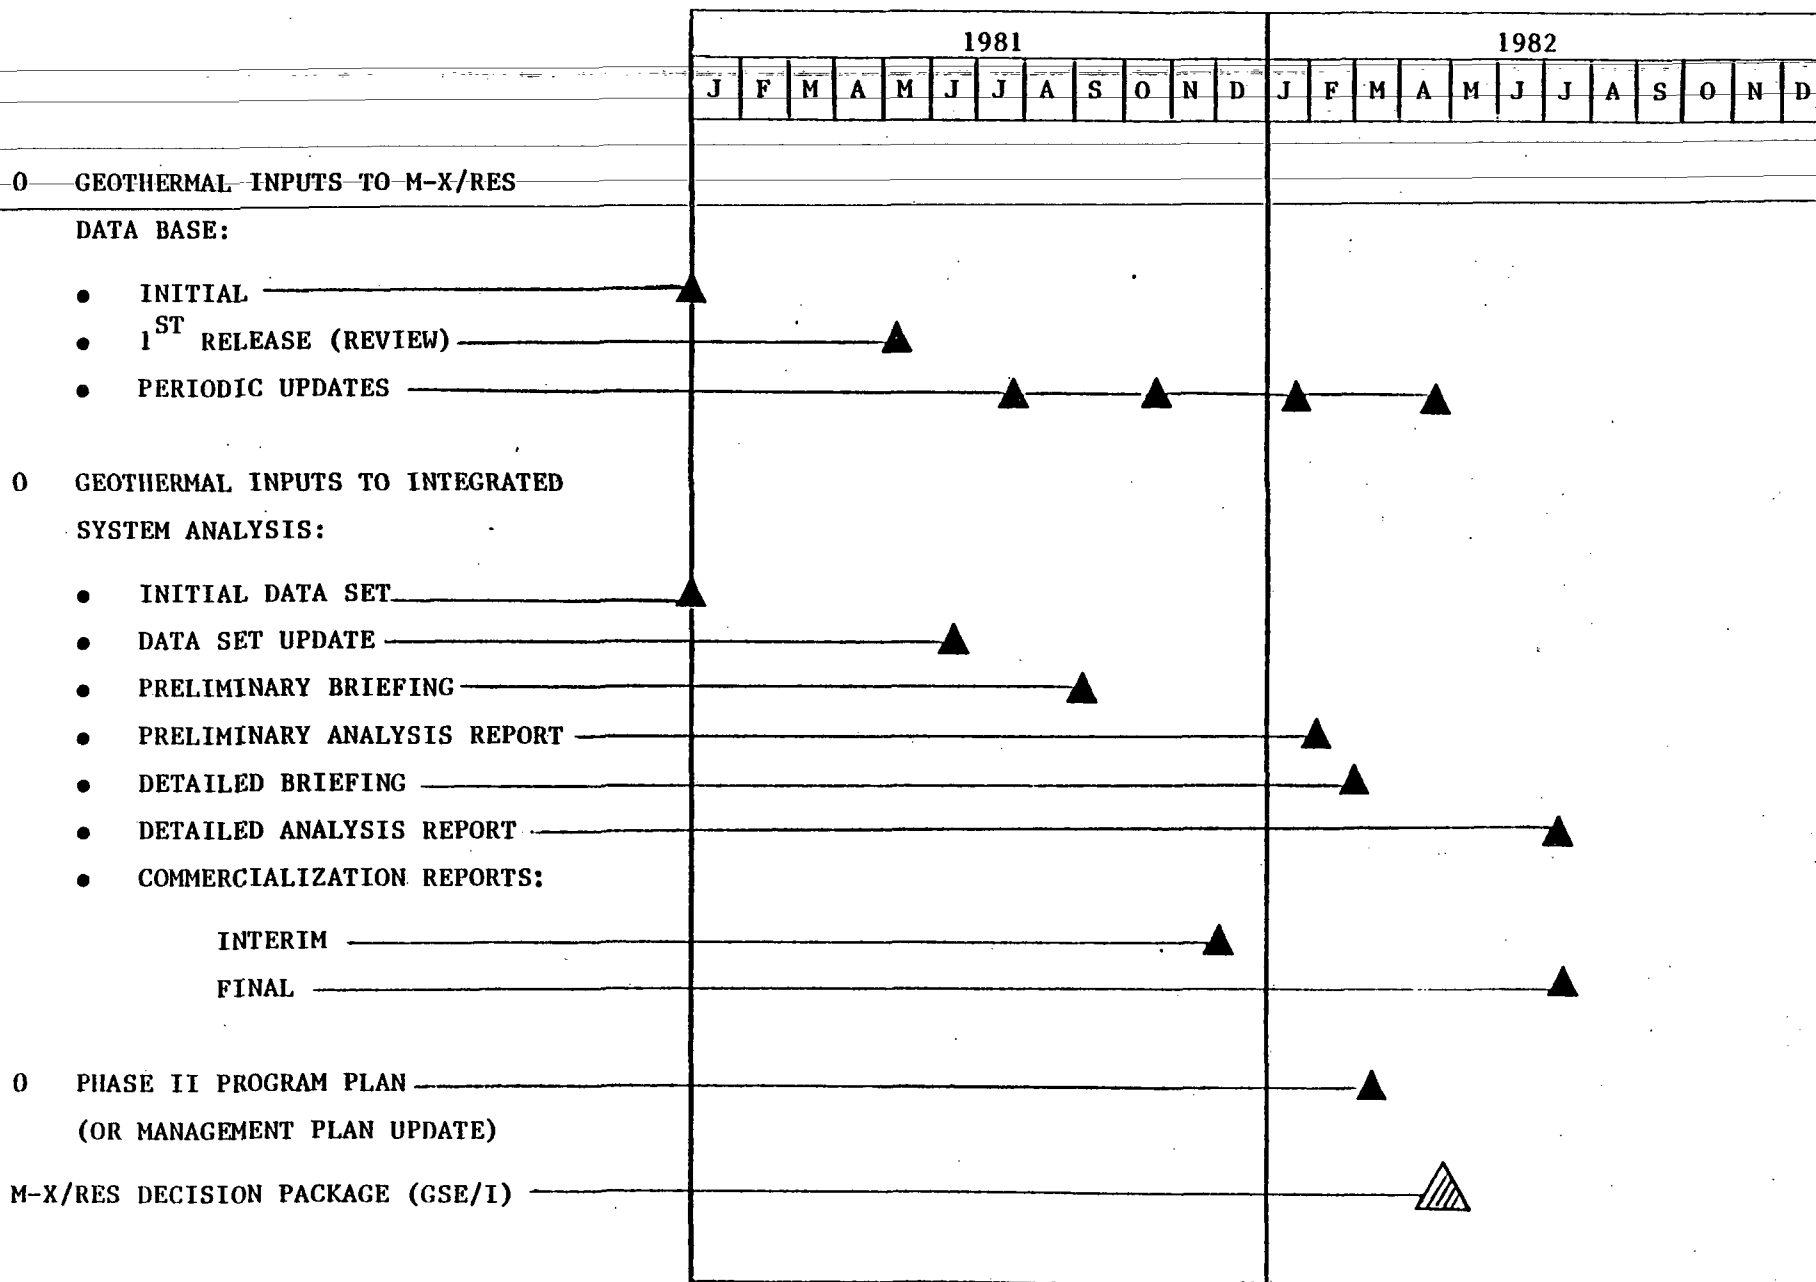 1981 1982
J F M A M J J A S O N D J F M A M J J A S O N D
0 GEOTHERMAL INPUTS TO M-X/RES
DATA BASE:
● INITIAL
● 1ST RELEASE (REVIEW)
● PERIODIC UPDATES
0 GEOTHERMAL INPUTS TO INTEGRATED
SYSTEM ANALYSIS:
● INITIAL DATA SET
● DATA SET UPDATE
● PRELIMINARY BRIEFING
● PRELIMINARY ANALYSIS REPORT
● DETAILED BRIEFING
● DETAILED ANALYSIS REPORT
● COMMERCIALIZATION REPORTS:
INTERIM
FINAL
0 PHASE II PROGRAM PLAN
(OR MANAGEMENT PLAN UPDATE)
M-X/RES DECISION PACKAGE (GSE/I)